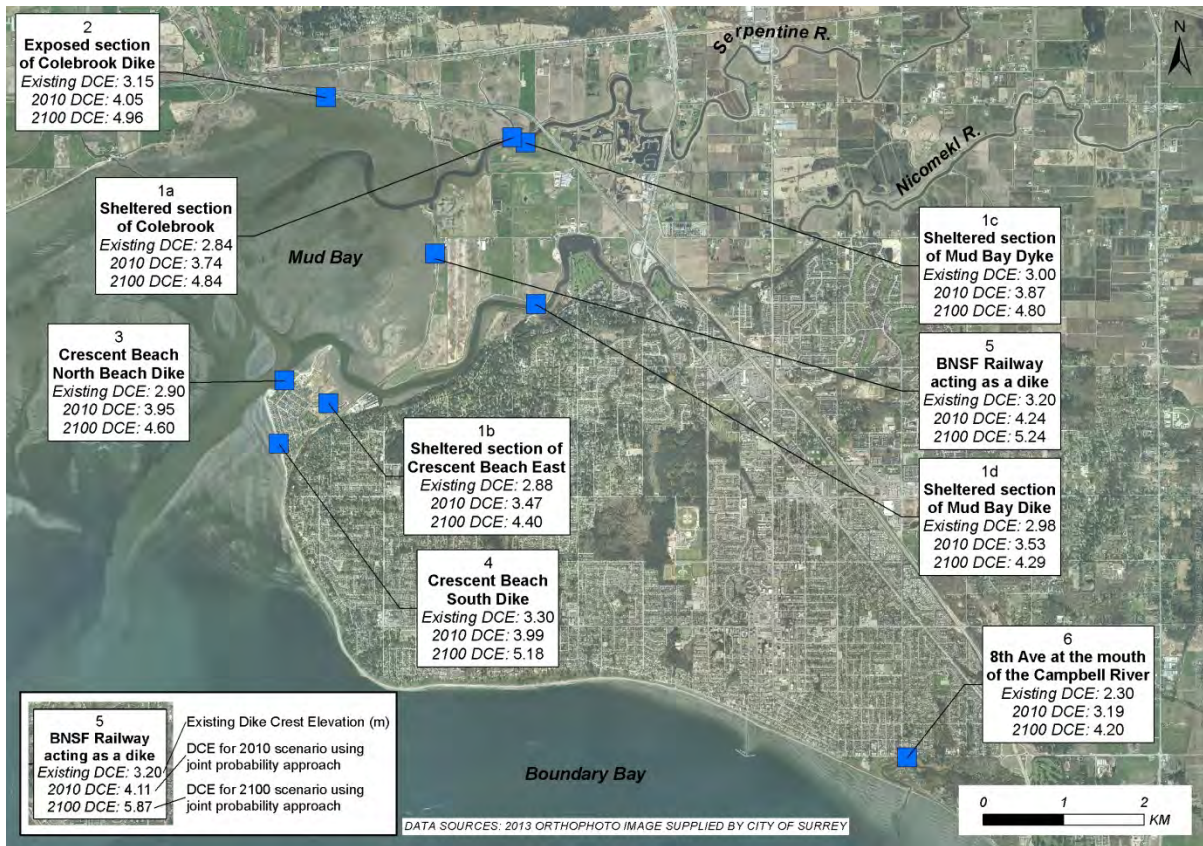 2
Exposed section
of Colebrook Dike
Existing DCE: 3.15
2010 DCE: 4.05
2100 DCE: 4.96
Serpentine R.
N
Nicomekl R.
1a
Sheltered section
of Colebrook
Existing DCE: 2.84
2010 DCE: 3.74
2100 DCE: 4.84
Mud Bay
1c
Sheltered section
of Mud Bay Dyke
Existing DCE: 3.00
2010 DCE: 3.87
2100 DCE: 4.80
3
Crescent Beach
North Beach Dike
Existing DCE: 2.90
2010 DCE: 3.95
2100 DCE: 4.60
5
BNSF Railway
acting as a dike
Existing DCE: 3.20
2010 DCE: 4.24
2100 DCE: 5.24
1b
Sheltered section of
Crescent Beach East
Existing DCE: 2.88
2010 DCE: 3.47
2100 DCE: 4.40
1d
Sheltered section
of Mud Bay Dike
Existing DCE: 2.98
2010 DCE: 3.53
2100 DCE: 4.29
4
Crescent Beach
South Dike
Existing DCE: 3.30
2010 DCE: 3.99
2100 DCE: 5.18
6
8th Ave at the mouth
of the Campbell River
Existing DCE: 2.30
2010 DCE: 3.19
2100 DCE: 4.20
5
BNSF Railway
acting as a dike
Existing DCE: 3.20
2010 DCE: 4.11
2100 DCE: 5.87
Existing Dike Crest Elevation (m)
DCE for 2010 scenario using
joint probability approach
DCE for 2100 scenario using
joint probability approach
Boundary Bay
DATA SOURCES: 2013 ORTHOPHOTO IMAGE SUPPLIED BY CITY OF SURREY
0 1 2
KM